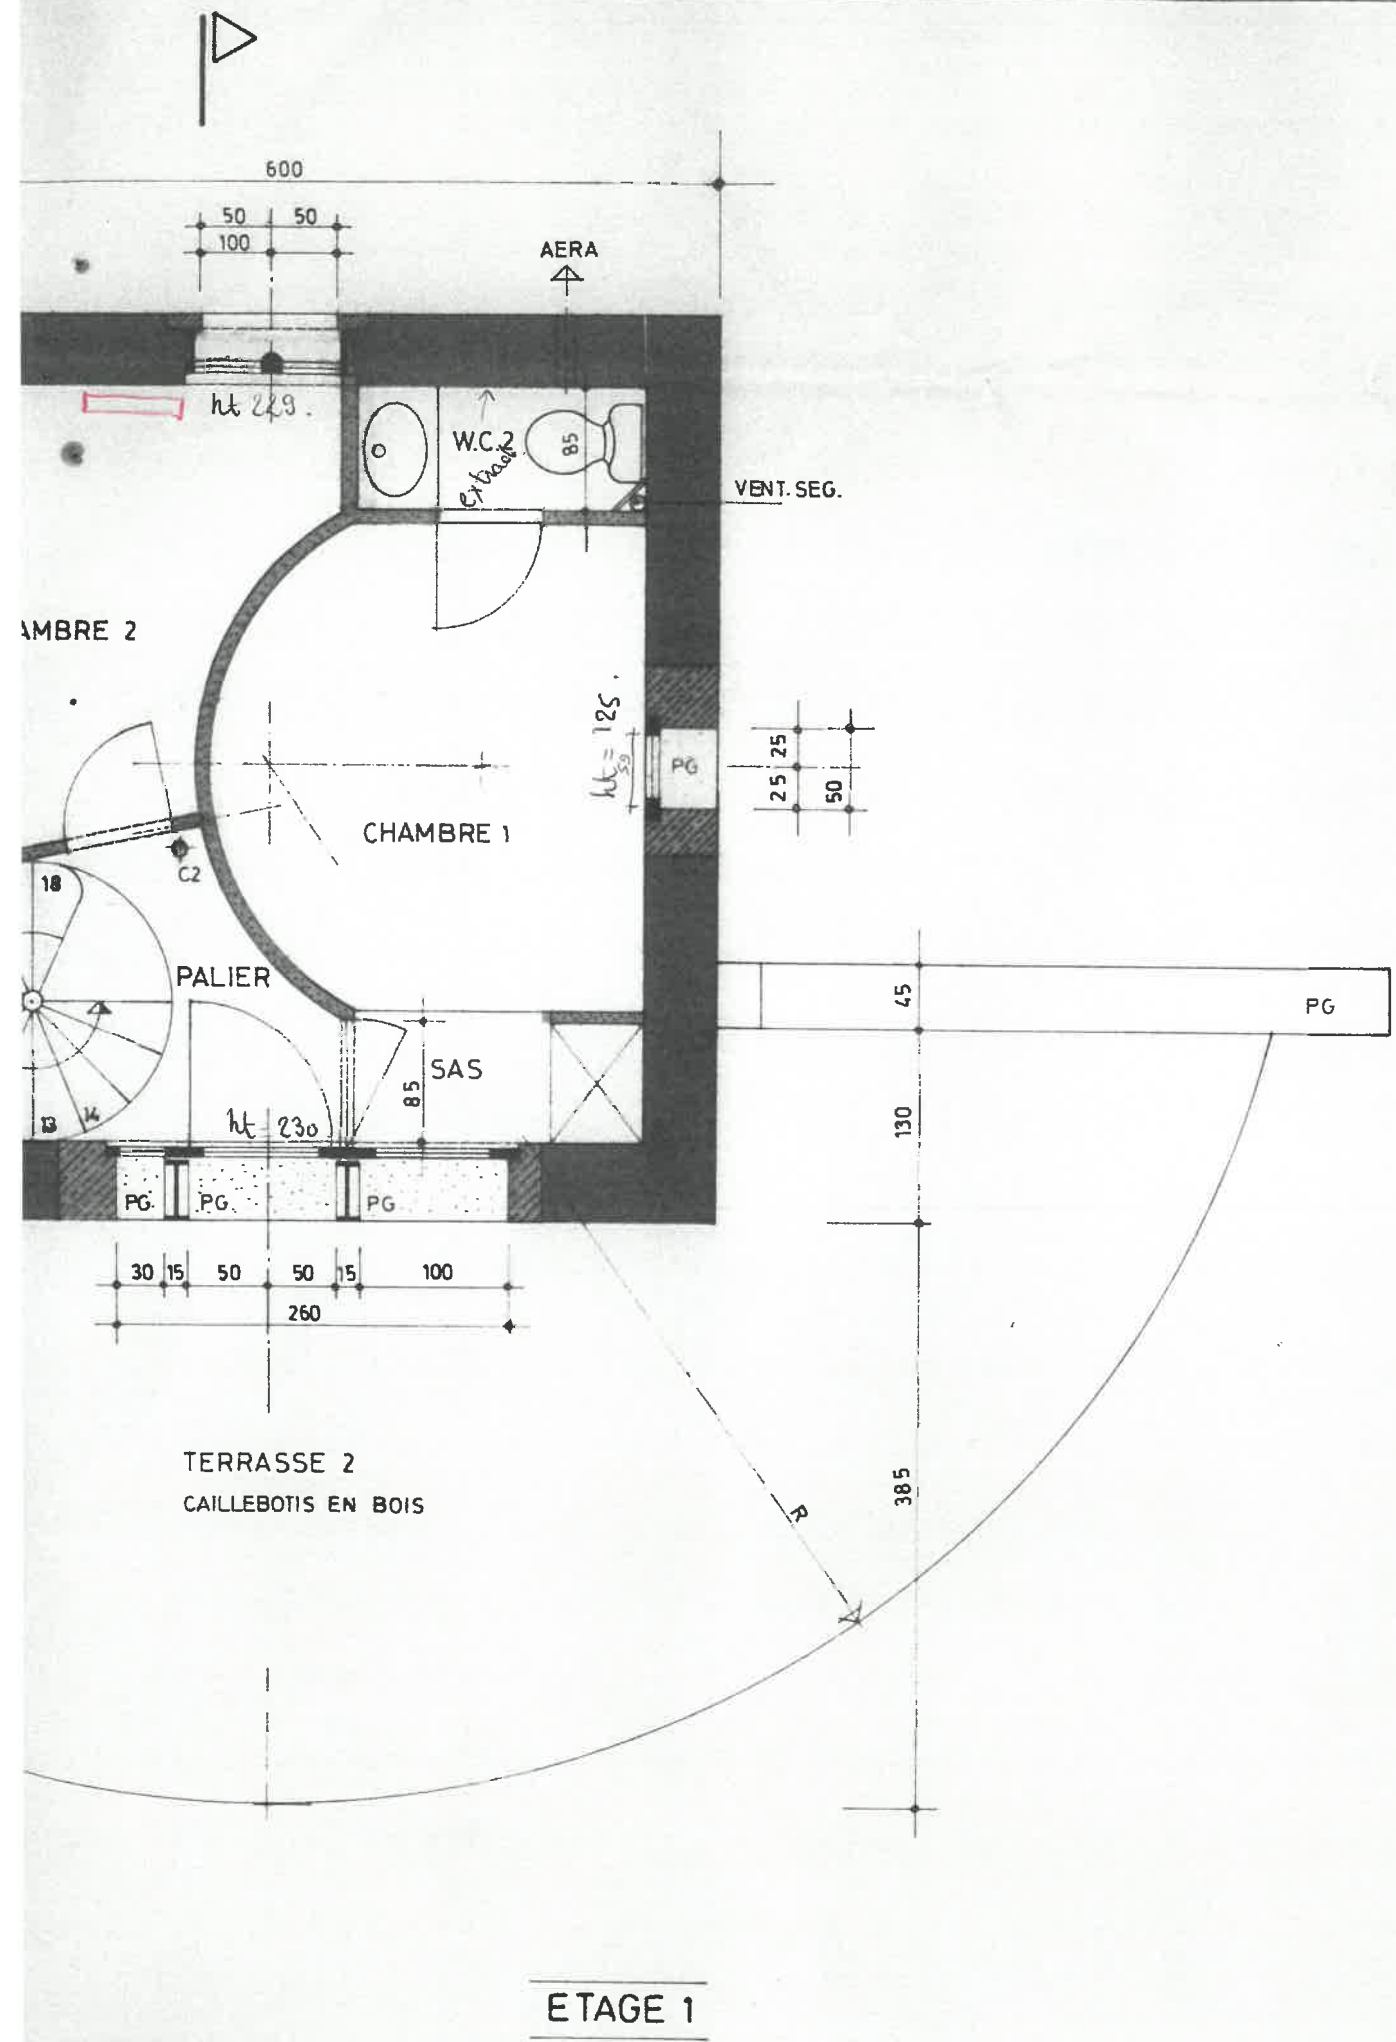 600
50 50
100
AERA
ht 229.
W.C.2
85
extract
VENT. SEG.
AMBRE 2
ht = 125.
59
PG
25 25
50
CHAMBRE 1
C2
18
PALIER
45
PG
SAS
85
14
13
ht 230
130
PG. PG. PG
30 15 50 50 15 100
260
TERRASSE 2
CAILLEBOTIS EN BOIS
385
R
ETAGE 1